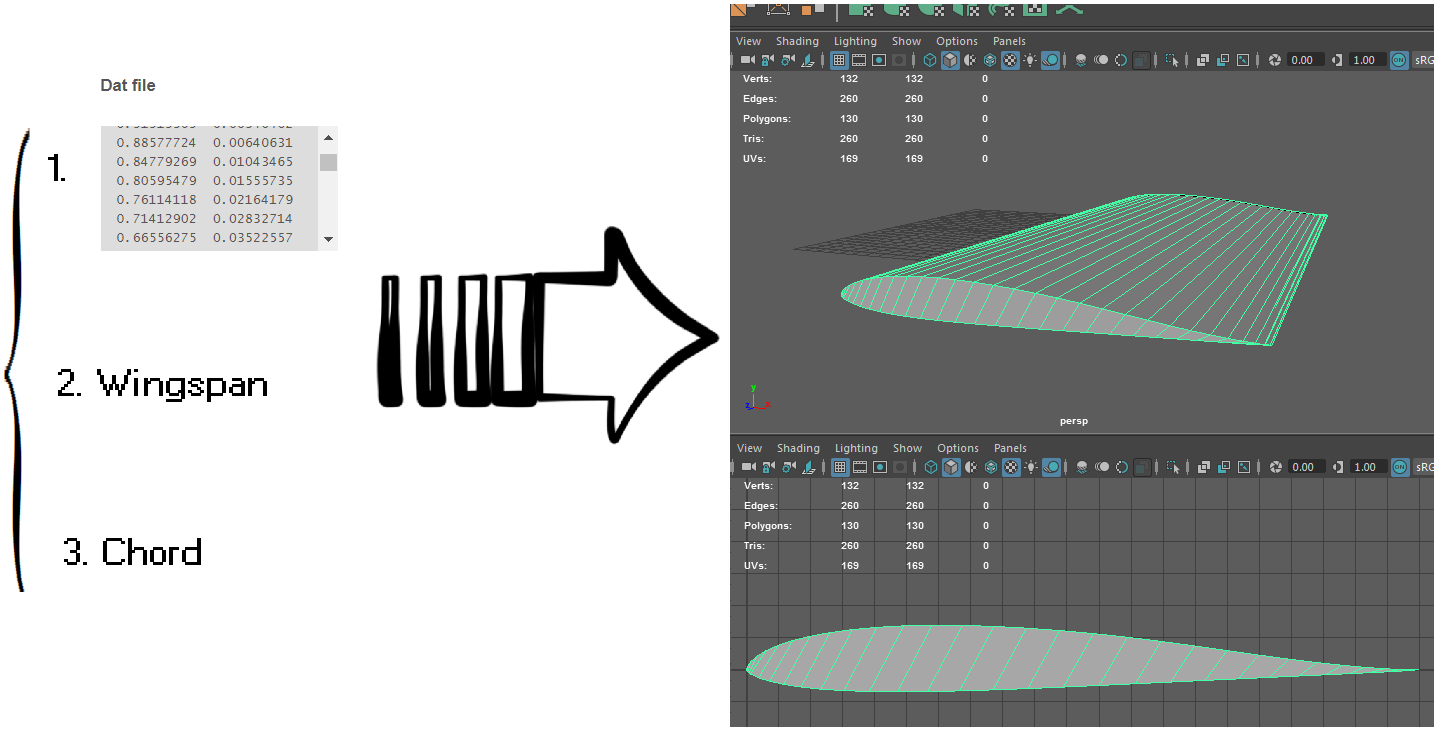 Dat file
1.
0.88577724 0.00640631
0.84779269 0.01043465
0.80595479 0.01555735
0.76114118 0.02164179
0.71412902 0.02832714
0.66556275 0.03522557
2. Wingspan
3. Chord
View Shading Lighting Show Options Panels
0.00 1.00 ON sRG
Verts: 132 132 0
Edges: 260 260 0
Polygons: 130 130 0
Tris: 260 260 0
UVs: 169 169 0
y
z x
persp
View Shading Lighting Show Options Panels
0.00 1.00 ON sRG
Verts: 132 132 0
Edges: 260 260 0
Polygons: 130 130 0
Tris: 260 260 0
UVs: 169 169 0